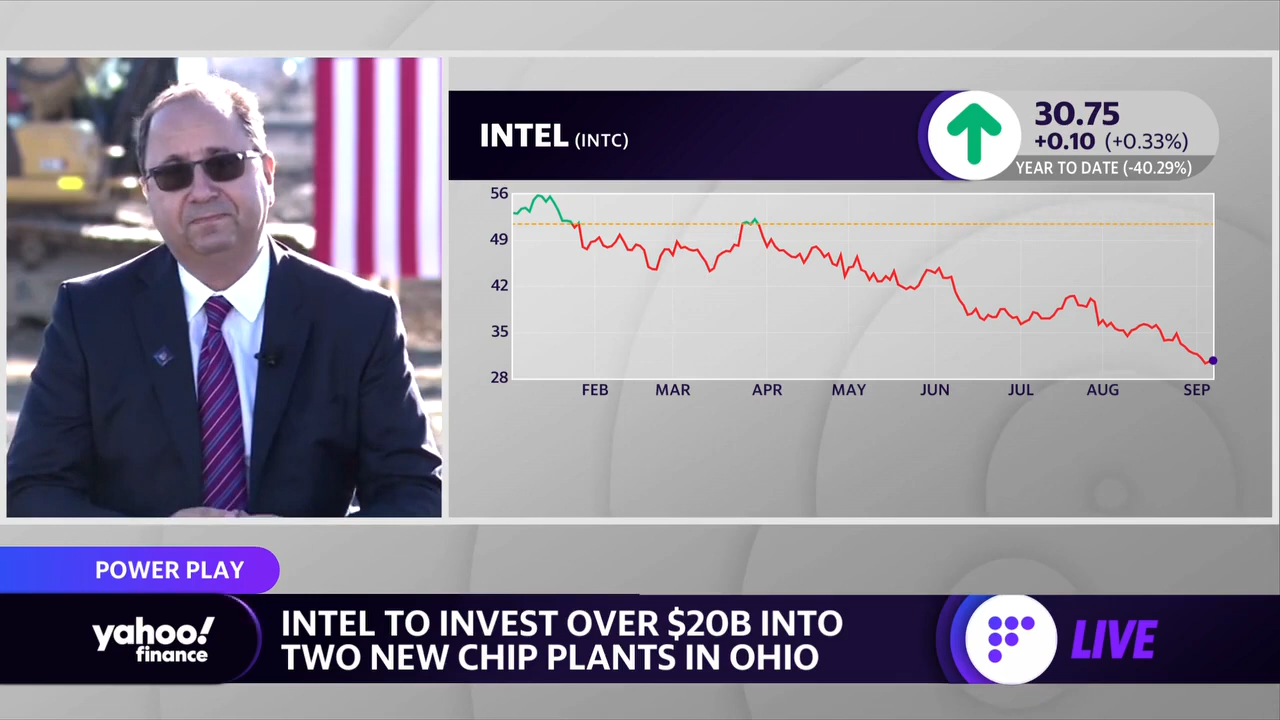 INTEL (INTC)
30.75
+0.10 (+0.33%)
YEAR TO DATE (-40.29%)
56
49
42
35
28
FEB MAR APR MAY JUN JUL AUG SEP
POWER PLAY
yahoo!
finance
INTEL TO INVEST OVER $20B INTO
TWO NEW CHIP PLANTS IN OHIO
LIVE